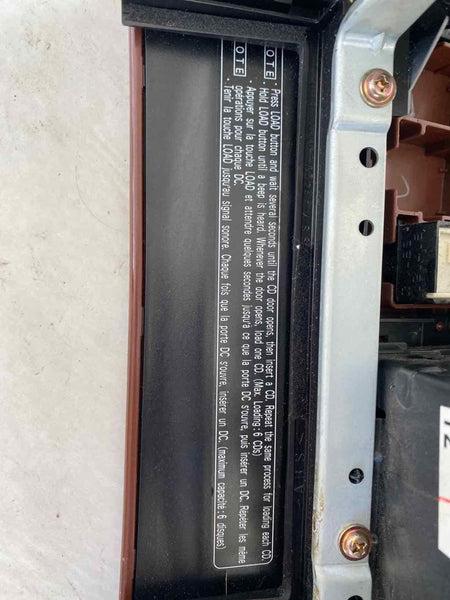 NOTE
· Press LOAD button and wait several seconds until the CD door opens, then insert a CD. Repeat the same process for loading each CD.
· Hold LOAD button until a beep is heard. Whenever the door opens, load one CD. (Max. Loading : 6 CDs)
NOTE
· Appuyer sur la touche LOAD et attendre quelques secondes jusqu'a ce que la porte DC s'ouvre, puis insérer un DC. Répéter les même
opérations pour chaque DC.
· Tenir la touche LOAD jusqu'au signal sonore. Chaque fois que la porte DC s'ouvre, insérer un DC. (maximum capacité : 6 disques)
12